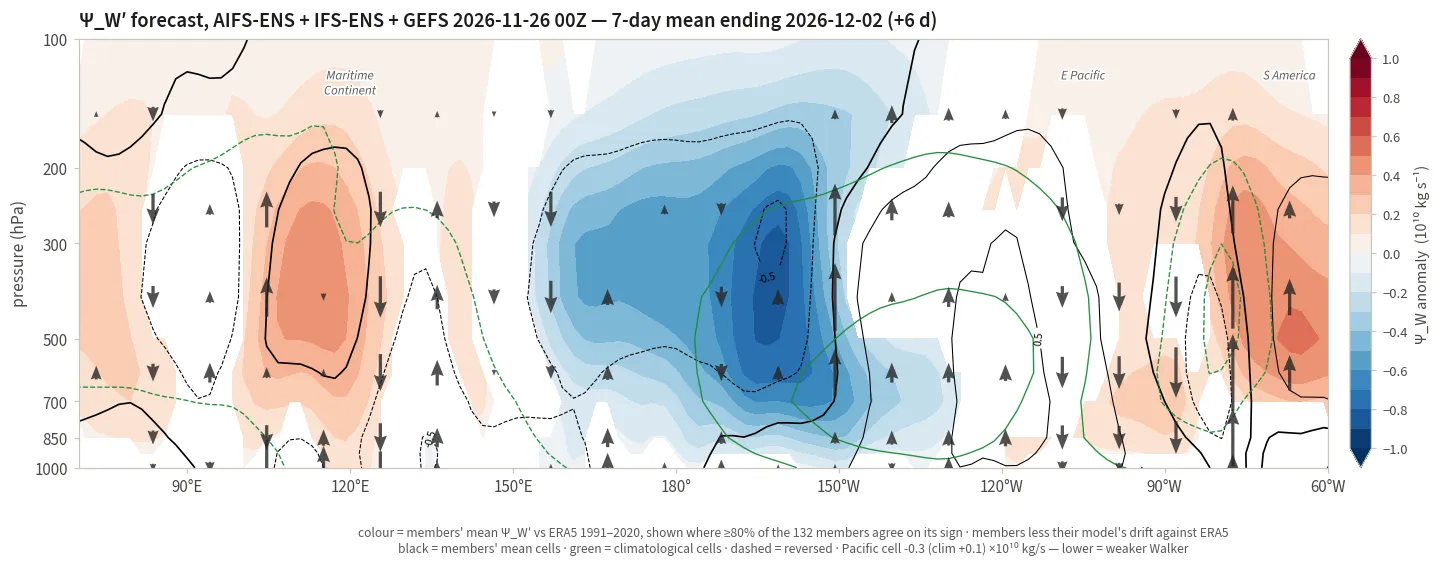 Ψ_W′ forecast, AIFS-ENS + IFS-ENS + GEFS 2026-11-26 00Z — 7-day mean ending 2026-12-02 (+6 d)
pressure (hPa)
100
200
300
400
500
700
850
1000
Maritime
Continent
E Pacific
S America
-0.5
0.5
-0.5
90°E
120°E
150°E
180°
150°W
120°W
90°W
60°W
1.0
0.8
0.6
0.4
0.2
0.0
−0.2
−0.4
−0.6
−0.8
−1.0
Ψ_W anomaly (10¹⁰ kg s⁻¹)
colour = members' mean Ψ_W′ vs ERA5 1991–2020, shown where ≥80% of the 132 members agree on its sign · members less their model's drift against ERA5
black = members' mean cells · green = climatological cells · dashed = reversed · Pacific cell -0.3 (clim +0.1) ×10¹⁰ kg/s — lower = weaker Walker